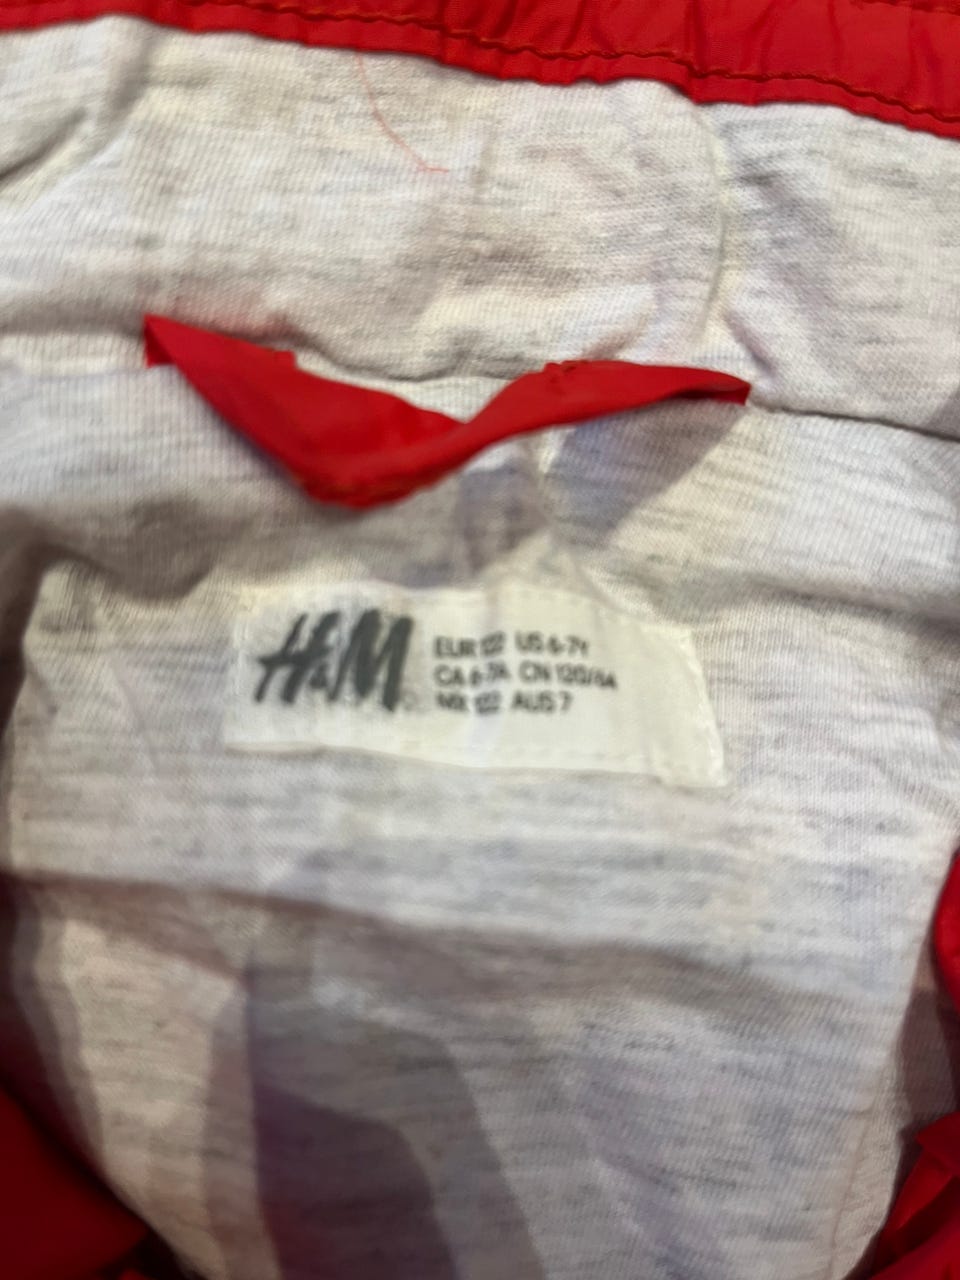 H&M
EUR 122 US 6-7Y
CA 6-7A CN 120/64
MX 122 AUS 7